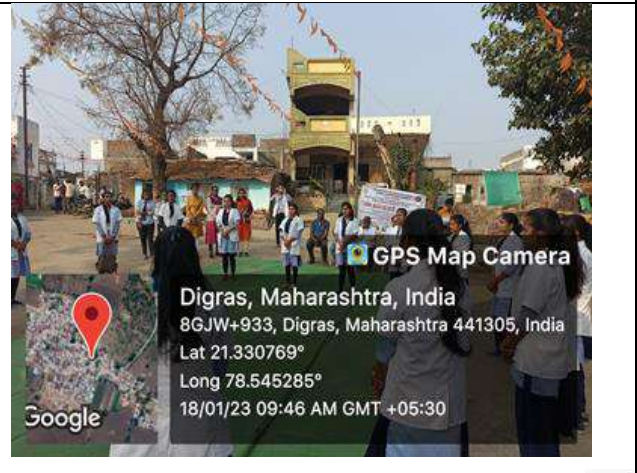 GPS Map Camera
Digras, Maharashtra, India
8GJW+933, Digras, Maharashtra 441305, India
Lat 21.330769°
Long 78.545285°
18/01/23 09:46 AM GMT +05:30
Google